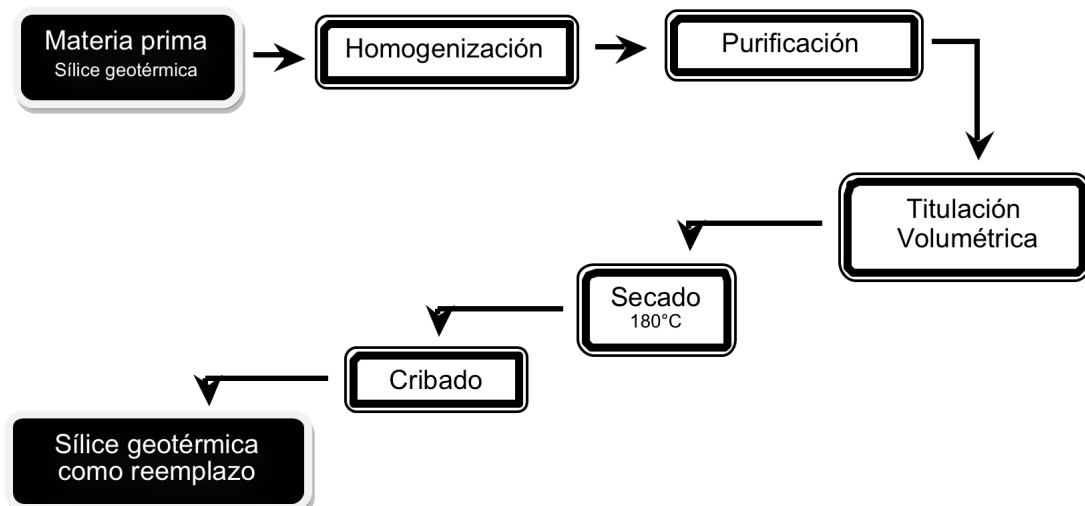 Materia prima
Sílice geotérmica
Homogenización
Purificación
Titulación
Volumétrica
Secado
180°C
Cribado
Sílice geotérmica
como reemplazo